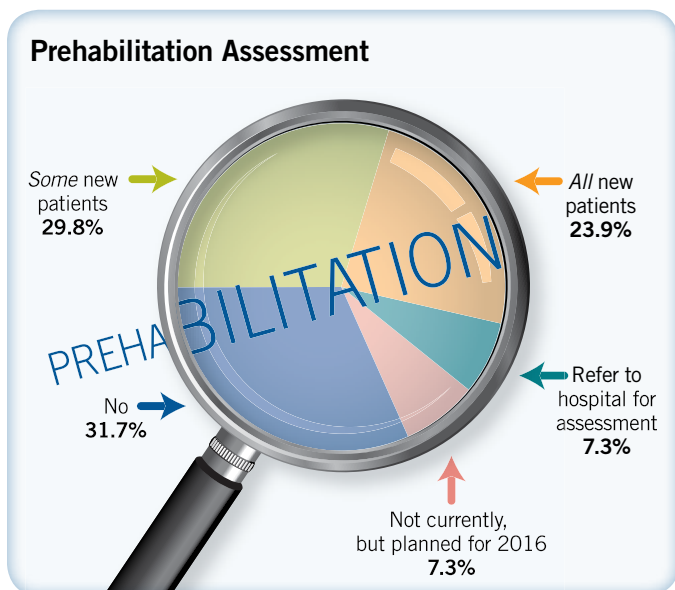 Prehabilitation Assessment
Some new
patients
29.8%
All new
patients
23.9%
PREHABILITATION
Refer to
hospital for
assessment
7.3%
No
31.7%
Not currently,
but planned for 2016
7.3%